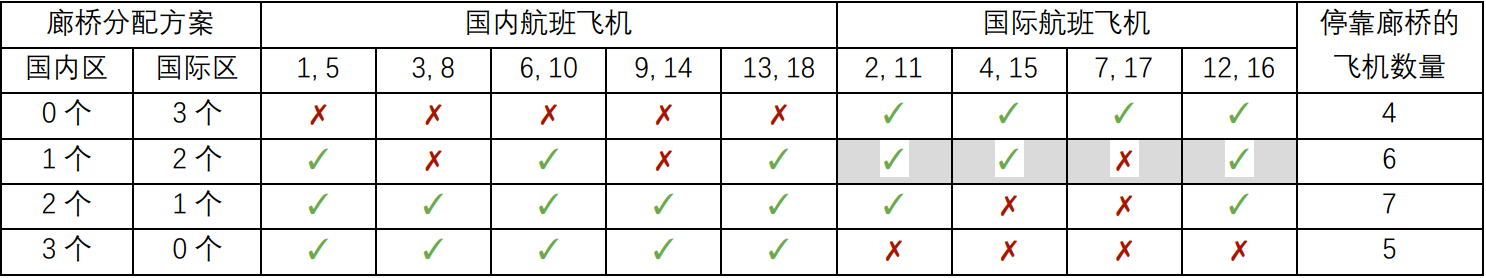 廊桥分配方案 国内航班飞机 国际航班飞机 停靠廊桥的飞机数量
国内区 国际区 1, 5 3, 8 6, 10 9, 14 13, 18 2, 11 4, 15 7, 17 12, 16
0 个 3 个 ✗ ✗ ✗ ✗ ✗ ✓ ✓ ✓ ✓ 4
1 个 2 个 ✓ ✗ ✓ ✗ ✓ ✓ ✓ ✗ ✓ 6
2 个 1 个 ✓ ✓ ✓ ✓ ✓ ✓ ✗ ✗ ✓ 7
3 个 0 个 ✓ ✓ ✓ ✓ ✓ ✗ ✗ ✗ ✗ 5